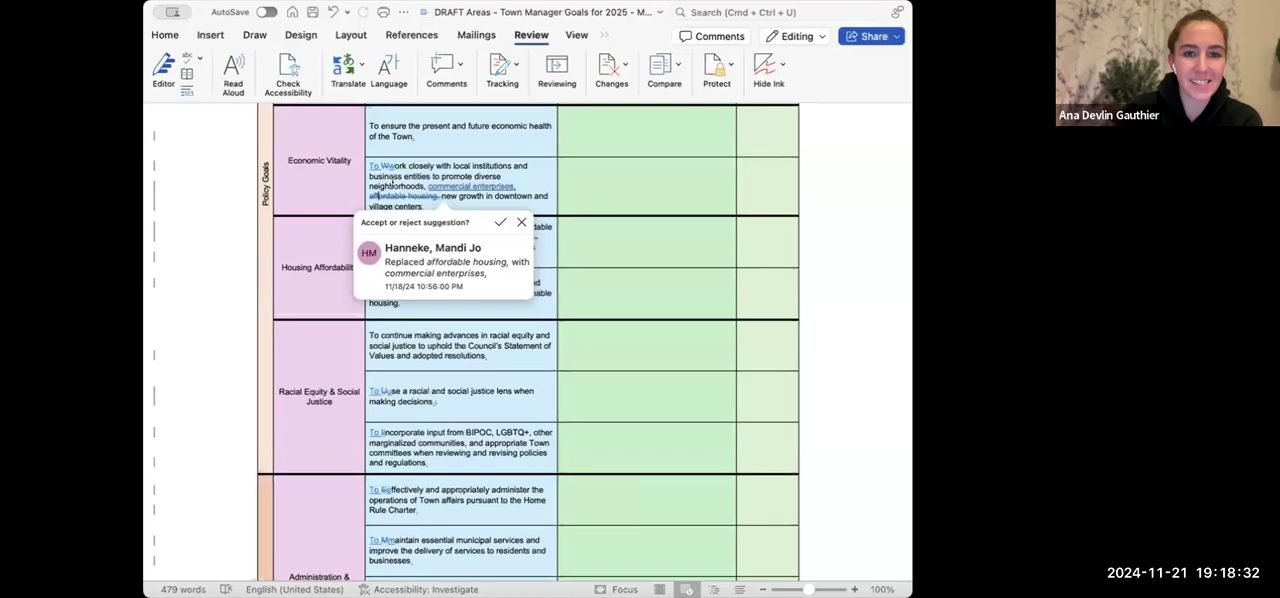 AutoSave
DRAFT Areas - Town Manager Goals for 2025 - M...
Search (Cmd + Ctrl + U)
Home Insert Draw Design Layout References Mailings Review View
Comments Editing Share
Editor Read Aloud Check Accessibility Translate Language Comments Tracking Reviewing Changes Compare Protect Hide Ink
Policy Goals
Economic Vitality
To ensure the present and future economic health
of the Town.
To Wwork closely with local institutions and
business entities to promote diverse
neighborhoods, commercial enterprises,
affordable housing, new growth in downtown and
village centers.
Accept or reject suggestion?
HM
Hanneke, Mandi Jo
Replaced affordable housing, with
commercial enterprises,
11/18/24 10:56:00 PM
Housing Affordabili
housing.
Racial Equity & Social
Justice
To continue making advances in racial equity and
social justice to uphold the Council's Statement of
Values and adopted resolutions.
To Uuse a racial and social justice lens when
making decisions.
To Iincorporate input from BIPOC, LGBTQ+, other
marginalized communities, and appropriate Town
committees when reviewing and revising policies
and regulations.
To Eeffectively and appropriately administer the
operations of Town affairs pursuant to the Home
Rule Charter.
To Mmaintain essential municipal services and
improve the delivery of services to residents and
businesses.
Administration &
479 words English (United States) Accessibility: Investigate Focus 100%
Ana Devlin Gauthier
2024-11-21 19:18:32